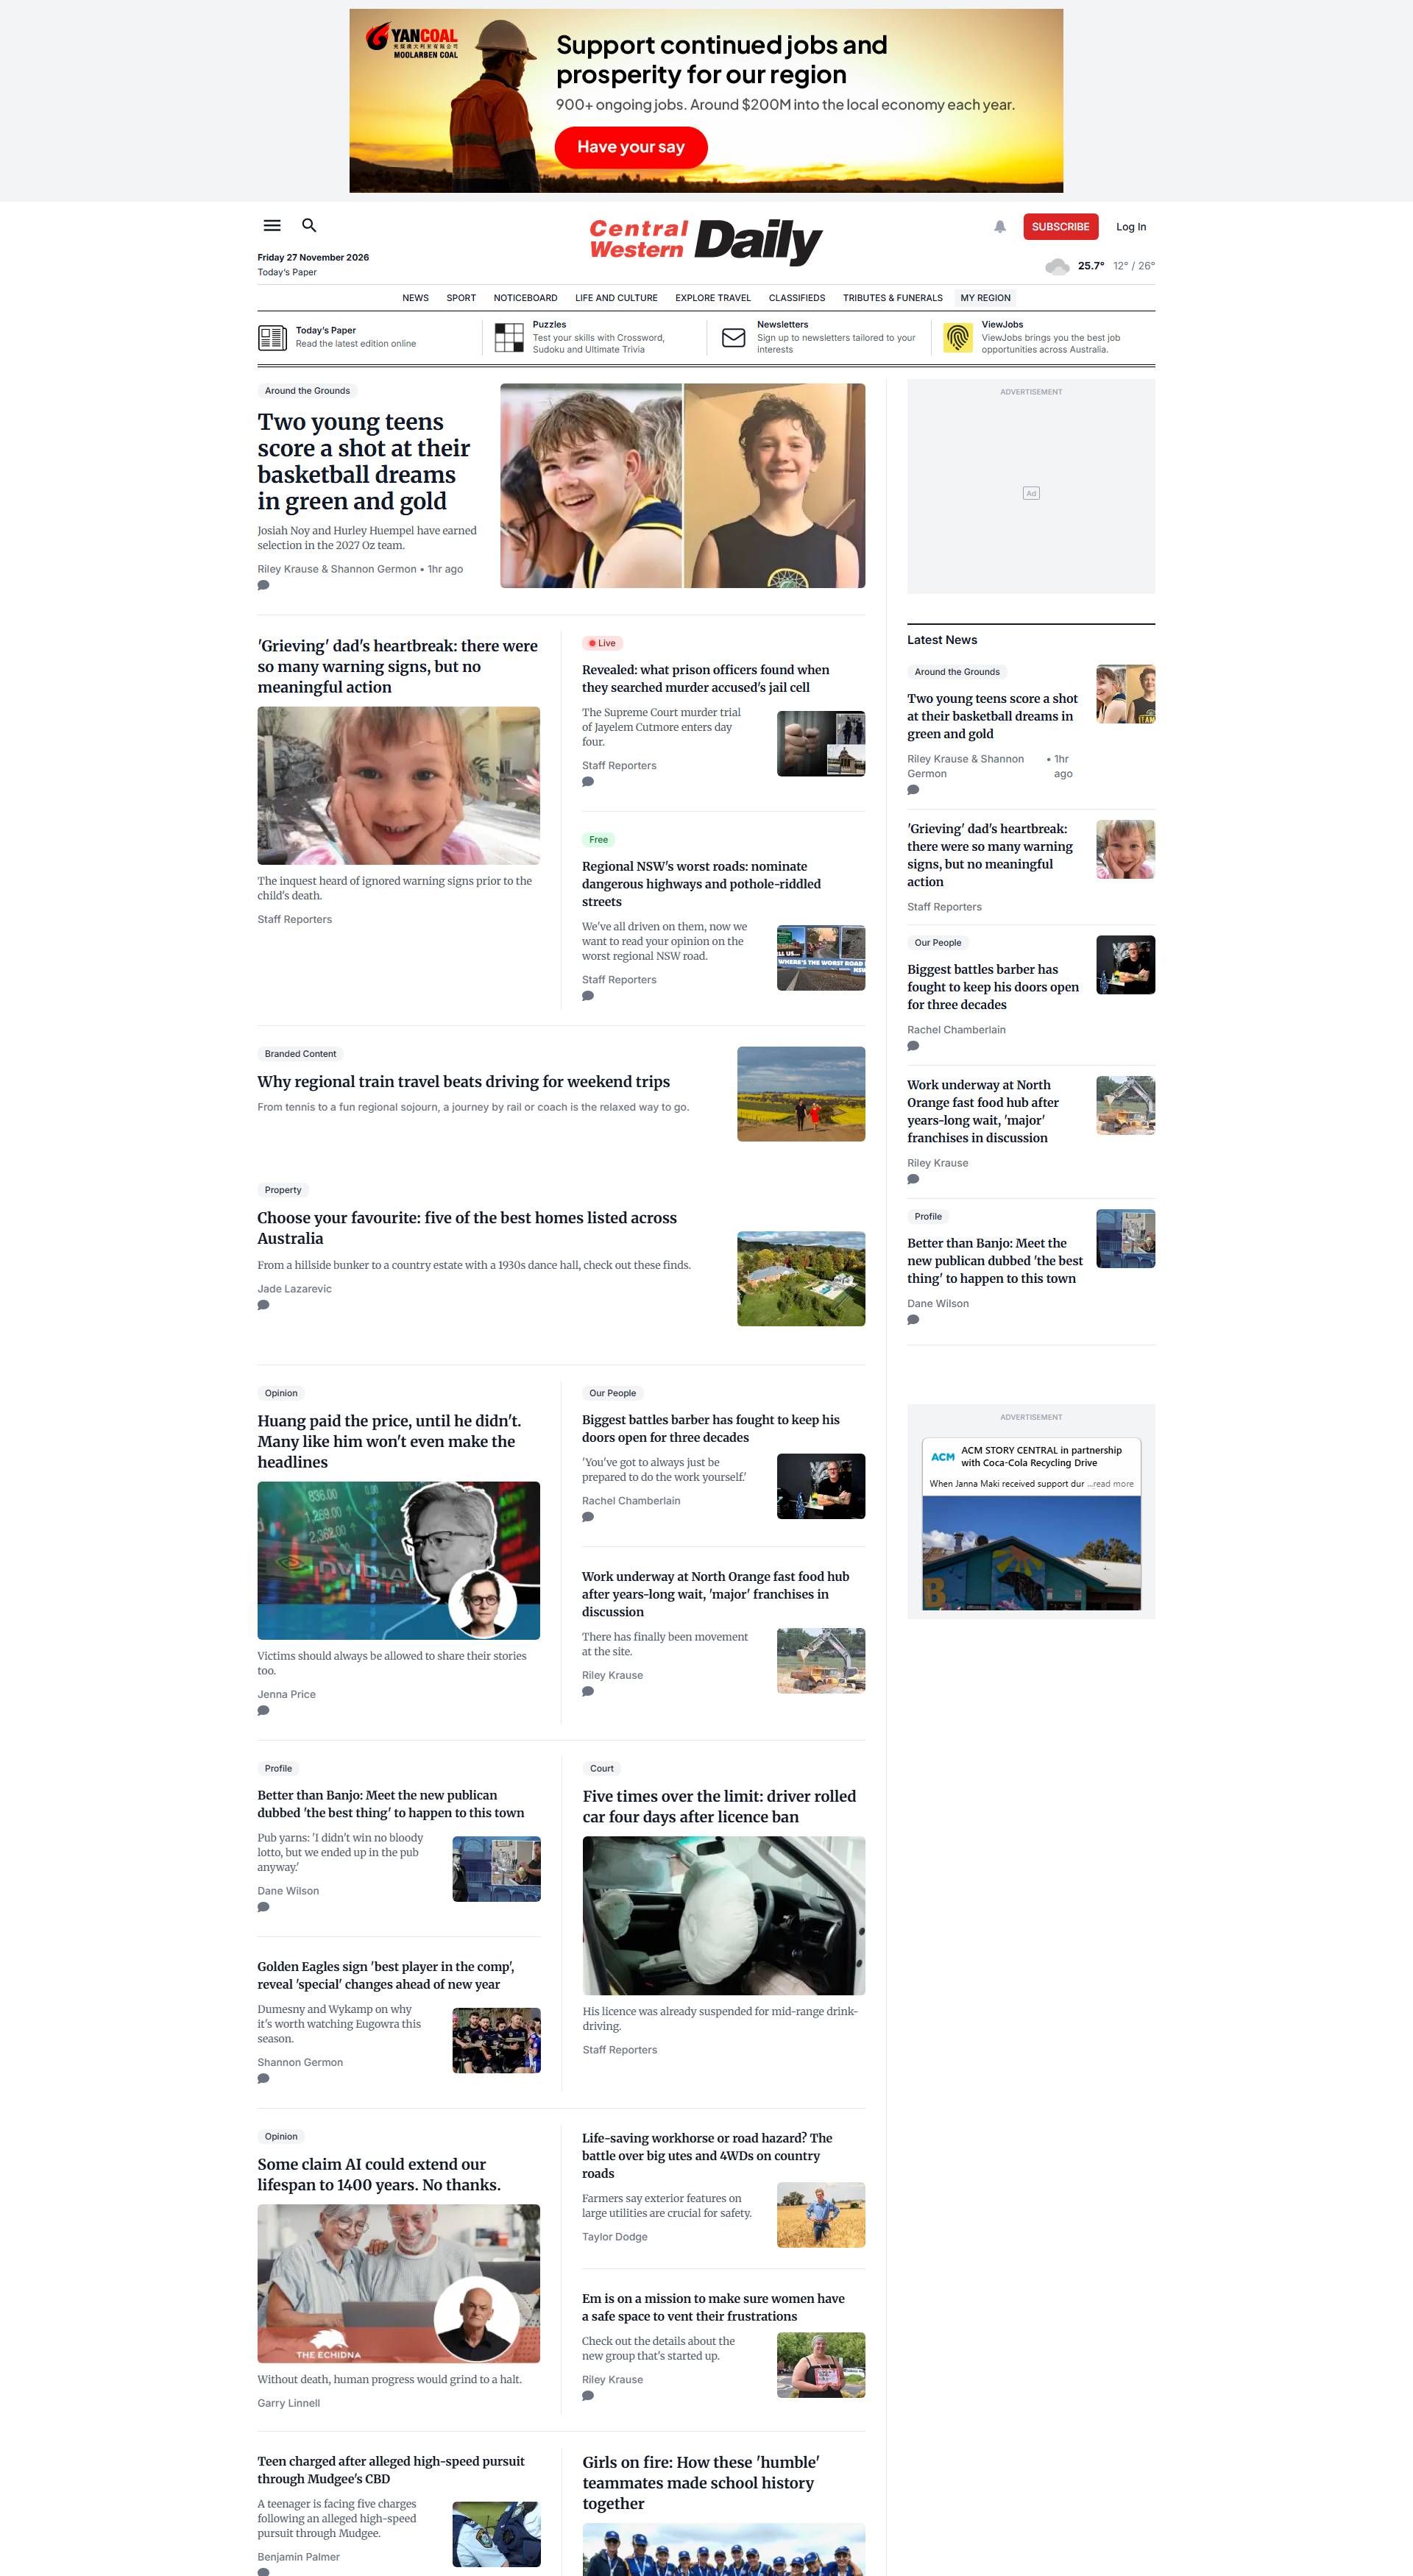 YANCOAL
MOOLARBEN COAL
Support continued jobs and
prosperity for our region
900+ ongoing jobs. Around $200M into the local economy each year.
Have your say
Central
Western
Daily
SUBSCRIBE
Log In
Friday 27 November 2026
Today's Paper
25.7° 12° / 26°
NEWS SPORT NOTICEBOARD LIFE AND CULTURE EXPLORE TRAVEL CLASSIFIEDS TRIBUTES & FUNERALS MY REGION
Today's Paper
Read the latest edition online
Puzzles
Test your skills with Crossword,
Sudoku and Ultimate Trivia
Newsletters
Sign up to newsletters tailored to your
interests
ViewJobs
ViewJobs brings you the best job
opportunities across Australia.
Around the Grounds
Two young teens
score a shot at their
basketball dreams
in green and gold
Josiah Noy and Hurley Huempel have earned
selection in the 2027 Oz team.
Riley Krause & Shannon Germon • 1hr ago
'Grieving' dad's heartbreak: there were
so many warning signs, but no
meaningful action
The inquest heard of ignored warning signs prior to the
child's death.
Staff Reporters
Live
Revealed: what prison officers found when
they searched murder accused's jail cell
The Supreme Court murder trial
of Jayelem Cutmore enters day
four.
Staff Reporters
Free
Regional NSW's worst roads: nominate
dangerous highways and pothole-riddled
streets
We've all driven on them, now we
want to read your opinion on the
worst regional NSW road.
Staff Reporters
WHERE'S THE WORST ROAD
Branded Content
Why regional train travel beats driving for weekend trips
From tennis to a fun regional sojourn, a journey by rail or coach is the relaxed way to go.
Property
Choose your favourite: five of the best homes listed across
Australia
From a hillside bunker to a country estate with a 1930s dance hall, check out these finds.
Jade Lazarevic
Opinion
Huang paid the price, until he didn't.
Many like him won't even make the
headlines
836.00
1,269.00
2,362.00
NVIDIA
Victims should always be allowed to share their stories
too.
Jenna Price
Our People
Biggest battles barber has fought to keep his
doors open for three decades
'You've got to always just be
prepared to do the work yourself.'
Rachel Chamberlain
Work underway at North Orange fast food hub
after years-long wait, 'major' franchises in
discussion
There has finally been movement
at the site.
Riley Krause
Profile
Better than Banjo: Meet the new publican
dubbed 'the best thing' to happen to this town
Pub yarns: 'I didn't win no bloody
lotto, but we ended up in the pub
anyway.'
Dane Wilson
Golden Eagles sign 'best player in the comp',
reveal 'special' changes ahead of new year
Dumesny and Wykamp on why
it's worth watching Eugowra this
season.
Shannon Germon
Court
Five times over the limit: driver rolled
car four days after licence ban
His licence was already suspended for mid-range drink-
driving.
Staff Reporters
Opinion
Some claim AI could extend our
lifespan to 1400 years. No thanks.
THE ECHIDNA
Without death, human progress would grind to a halt.
Garry Linnell
Life-saving workhorse or road hazard? The
battle over big utes and 4WDs on country
roads
Farmers say exterior features on
large utilities are crucial for safety.
Taylor Dodge
Em is on a mission to make sure women have
a safe space to vent their frustrations
Check out the details about the
new group that's started up.
Riley Krause
Teen charged after alleged high-speed pursuit
through Mudgee's CBD
A teenager is facing five charges
following an alleged high-speed
pursuit through Mudgee.
Benjamin Palmer
Girls on fire: How these 'humble'
teammates made school history
together
ADVERTISEMENT
Ad
Latest News
Around the Grounds
Two young teens score a shot
at their basketball dreams in
green and gold
Riley Krause & Shannon • 1hr
Germon ago
'Grieving' dad's heartbreak:
there were so many warning
signs, but no meaningful
action
Staff Reporters
Our People
Biggest battles barber has
fought to keep his doors open
for three decades
Rachel Chamberlain
Work underway at North
Orange fast food hub after
years-long wait, 'major'
franchises in discussion
Riley Krause
Profile
Better than Banjo: Meet the
new publican dubbed 'the best
thing' to happen to this town
Dane Wilson
ADVERTISEMENT
ACM
ACM STORY CENTRAL in partnership
with Coca-Cola Recycling Drive
When Janna Maki received support dur ...read more